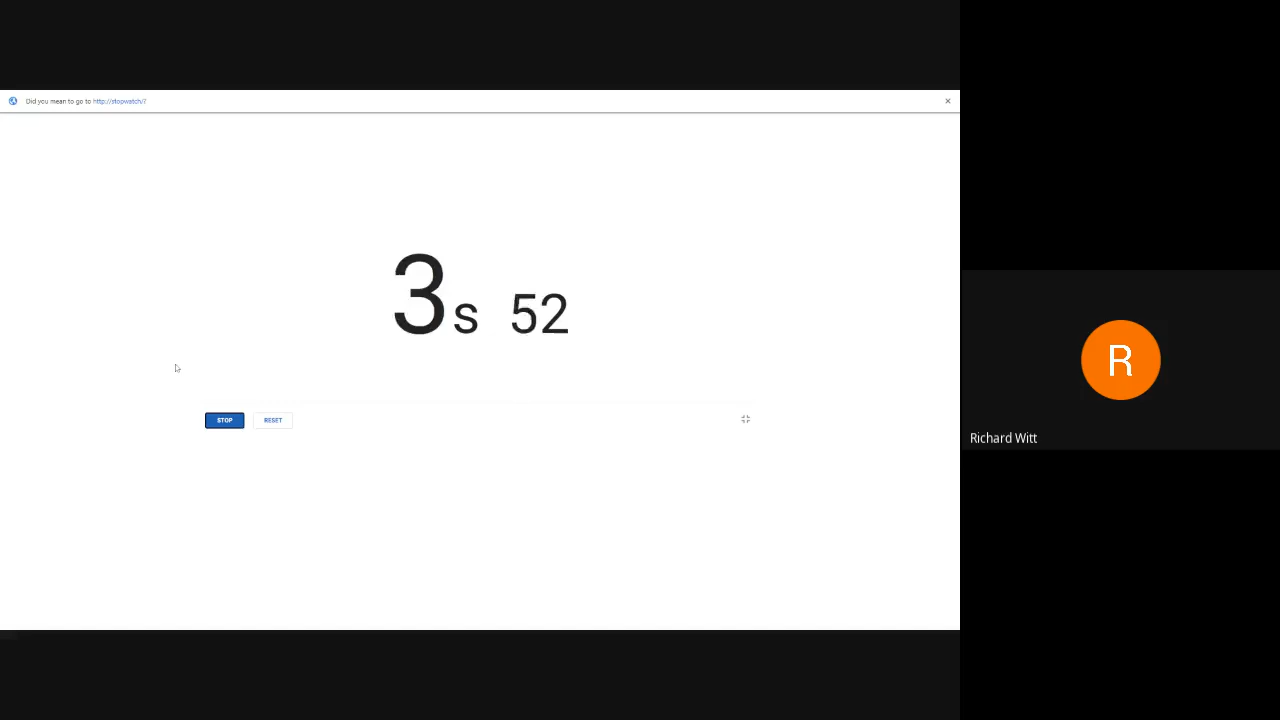 Did you mean to go to http://stopwatch/?
3s 52
STOP RESET
R
Richard Witt